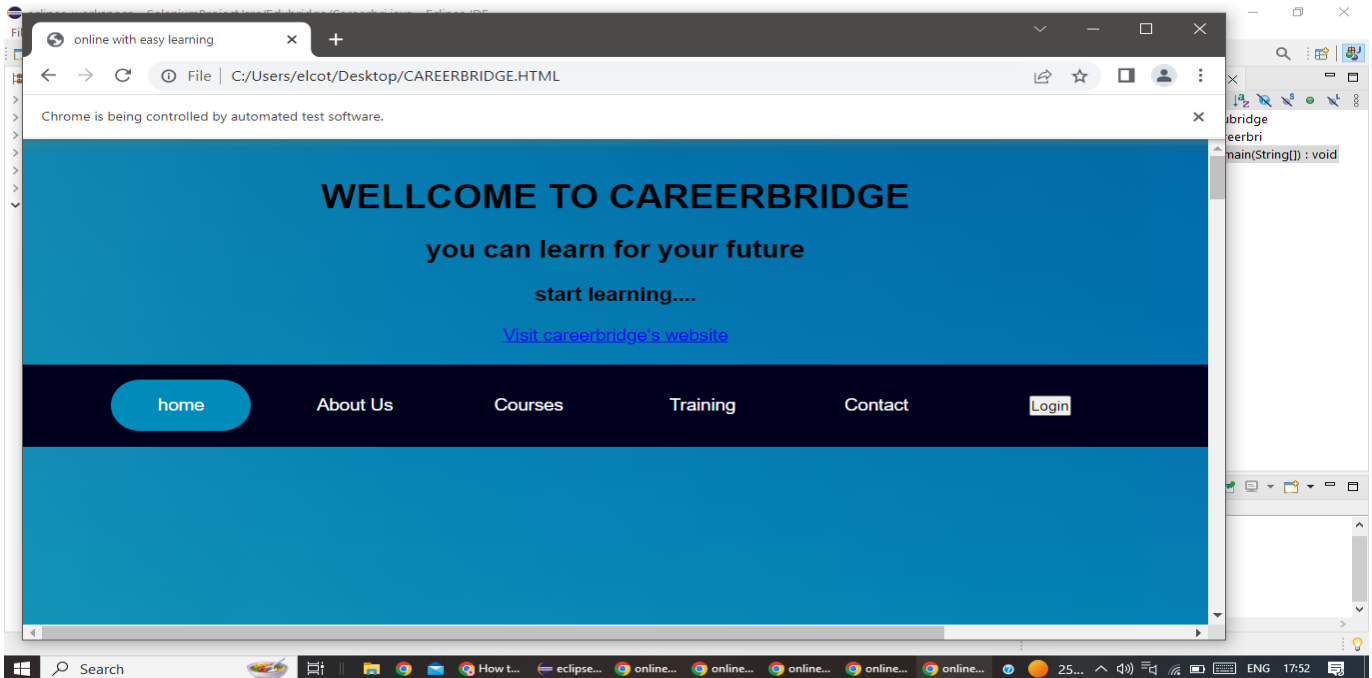 online with easy learning
File | C:/Users/elcot/Desktop/CAREERBRIDGE.HTML
Chrome is being controlled by automated test software.
WELLCOME TO CAREERBRIDGE
you can learn for your future
start learning....
Visit careerbridge's website
home About Us Courses Training Contact Login
main(String[]) : void
Search How t... eclipse... online... online... online... online... online... 25... ENG 17:52